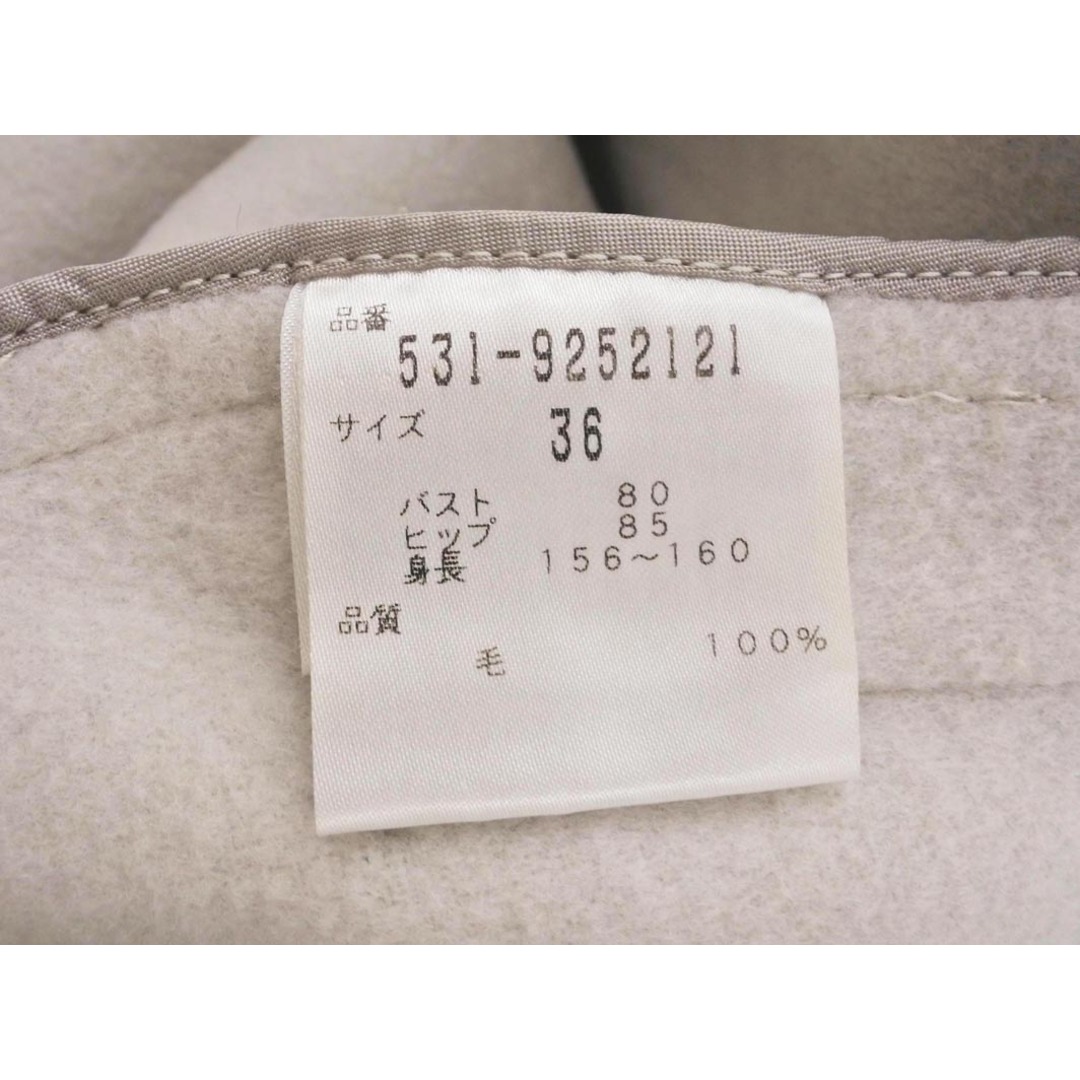 品番
531-9252121
サイズ 36
バスト 80
ヒップ 85
身長 156〜160
品質
毛 100%